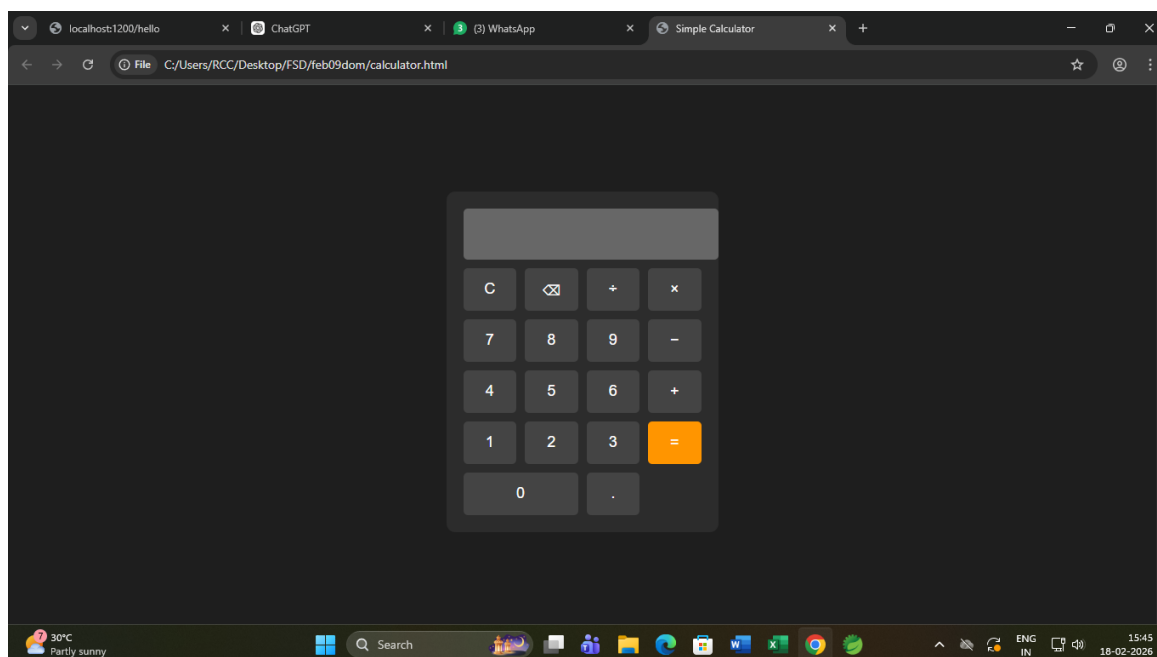 localhost:1200/hello ChatGPT 3 (3) WhatsApp Simple Calculator
File C:/Users/RCC/Desktop/FSD/feb09dom/calculator.html
C ⌫ ÷ ×
7 8 9 −
4 5 6 +
1 2 3 =
0 .
7 30°C Partly sunny
Search
ENG IN
15:45
18-02-2026